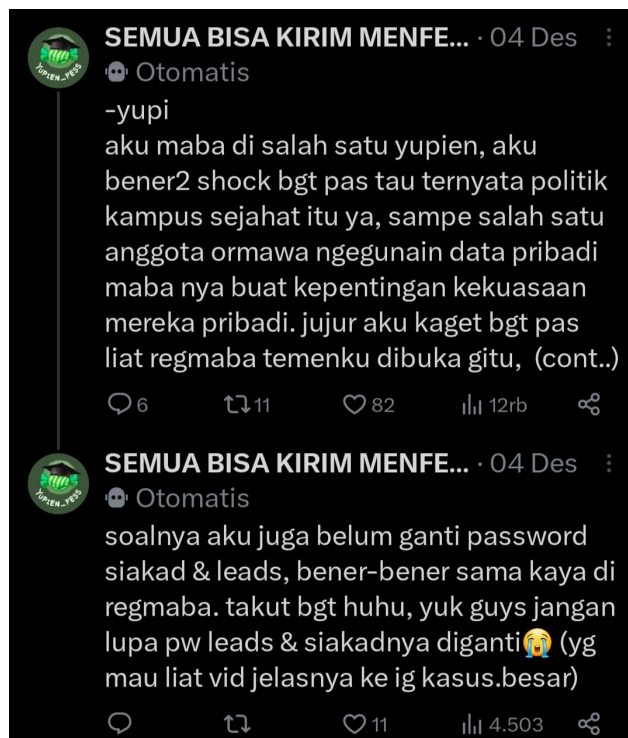 SEMUA BISA KIRIM MENFE... · 04 Des
Otomatis
-yupi
aku maba di salah satu yupien, aku
bener2 shock bgt pas tau ternyata politik
kampus sejahat itu ya, sampe salah satu
anggota ormawa ngegunain data pribadi
maba nya buat kepentingan kekuasaan
mereka pribadi. jujur aku kaget bgt pas
liat regmaba temenku dibuka gitu, (cont..)
6 11 82 12rb
SEMUA BISA KIRIM MENFE... · 04 Des
Otomatis
soalnya aku juga belum ganti password
siakad & leads, bener-bener sama kaya di
regmaba. takut bgt huhu, yuk guys jangan
lupa pw leads & siakadnya diganti😭 (yg
mau liat vid jelasnya ke ig kasus.besar)
11 4.503
YUPIEN_FESS
YUPIEN_FESS